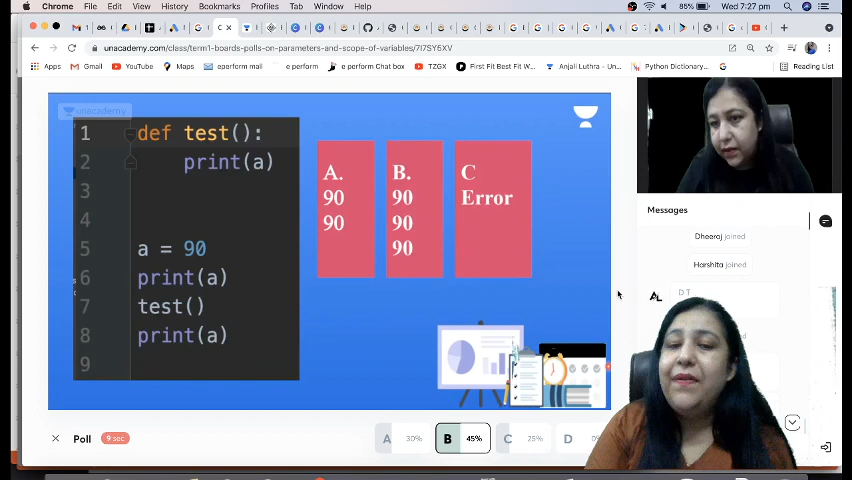 Chrome File Edit View History Bookmarks Profiles Tab Window Help 85% Wed 7:27 pm
unacademy.com/class/term1-boards-polls-on-parameters-and-scope-of-variables/7I7SY5XV
Apps Gmail YouTube Maps eperform mail e perform e perform Chat box TZGX First Fit Best Fit W... Anjali Luthra - Un... Python Dictionary... Reading List
unacademy
1 def test():
2 print(a)
3
4
5 a = 90
6 print(a)
7 test()
8 print(a)
9
A.
90
90
B.
90
90
90
C
Error
Messages
Dheeraj joined
Harshita joined
AL D T
Poll 9 sec
A 30% B 45% C 25% D